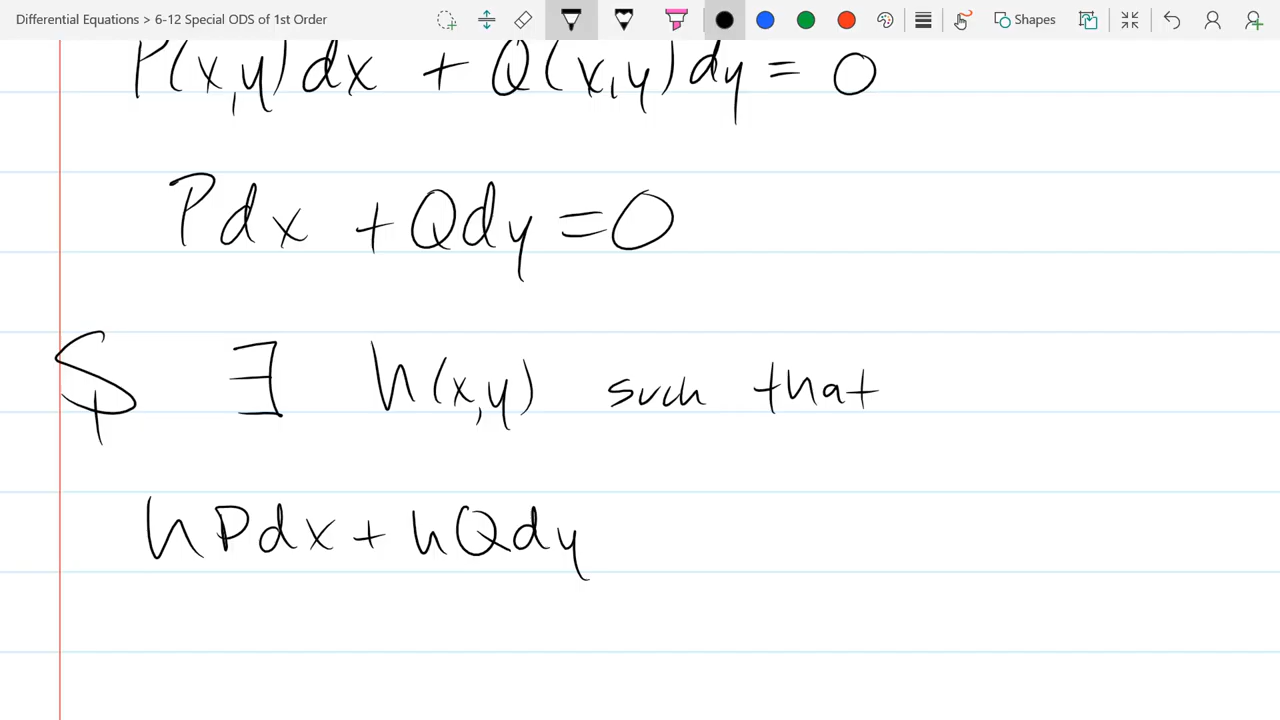 Differential Equations > 6-12 Special ODS of 1st Order
Shapes
P(x,y)dx + Q(x,y)dy = 0
Pdx + Qdy = 0
$ ∃ h(x,y) such that
hPdx + hQdy